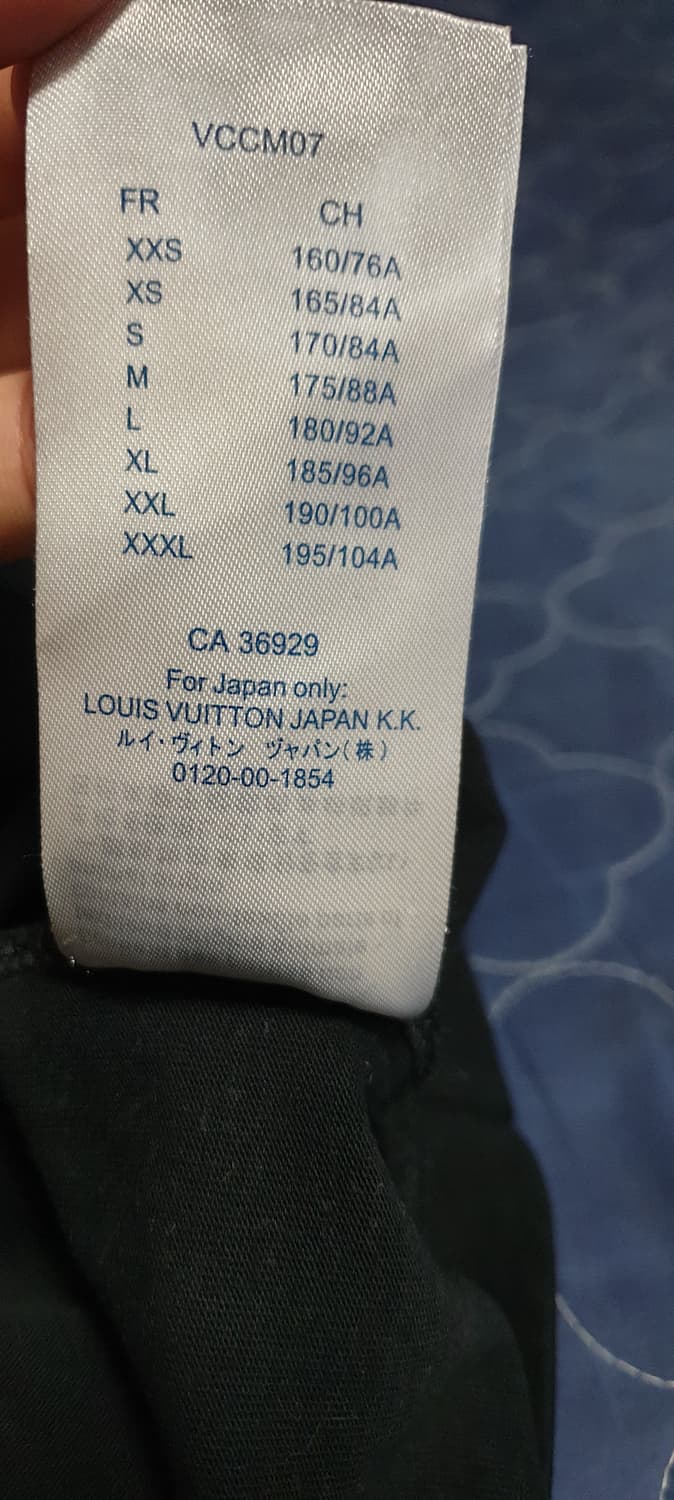 VCCM07
FR CH
XXS 160/76A
XS 165/84A
S 170/84A
M 175/88A
L 180/92A
XL 185/96A
XXL 190/100A
XXXL 195/104A
CA 36929
For Japan only:
LOUIS VUITTON JAPAN K.K.
ルイ・ヴィトン ヅャパン(株)
0120-00-1854